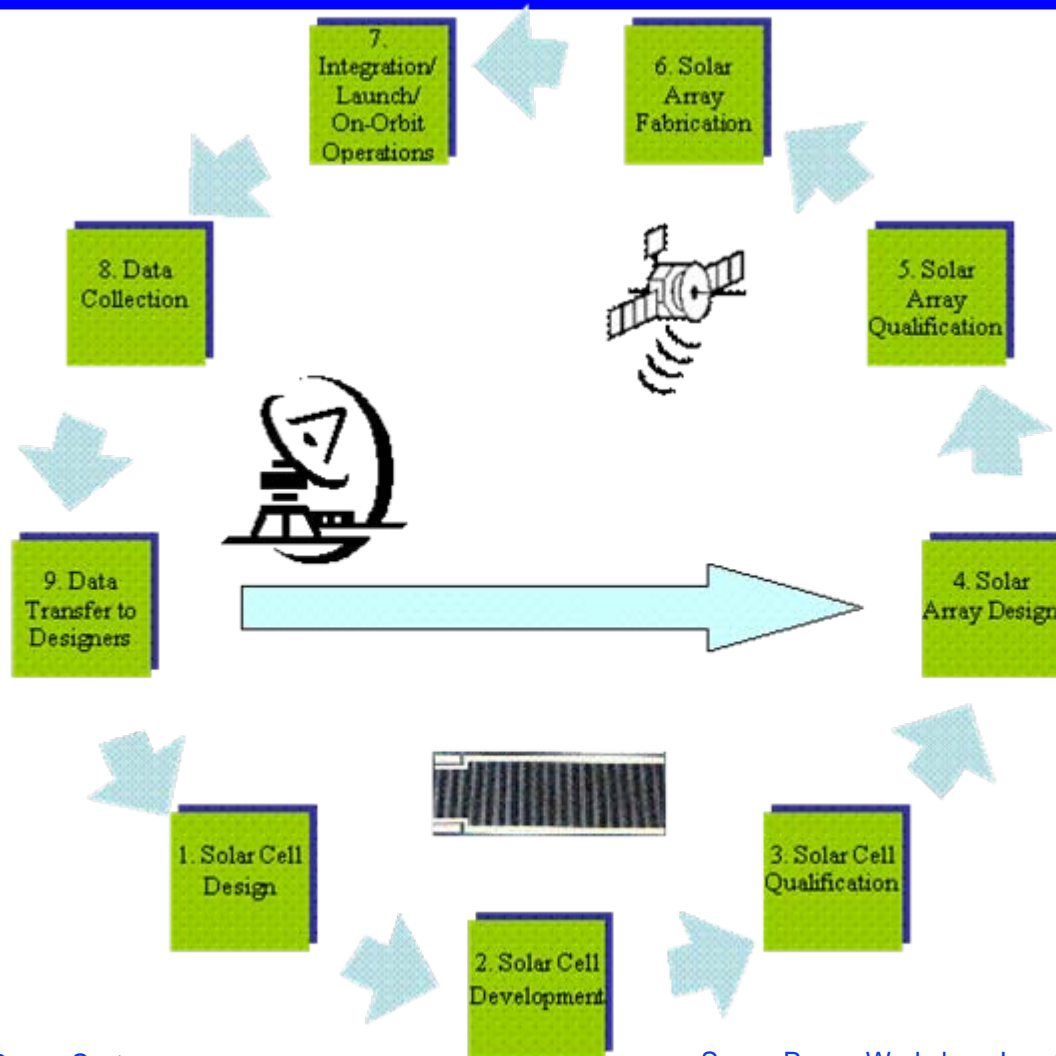 7.
Integration/
Launch/
On-Orbit
Operations
6. Solar
Array
Fabrication
8. Data
Collection
5. Solar
Array
Qualification
9. Data
Transfer to
Designers
4. Solar
Array Design
1. Solar Cell
Design
3. Solar Cell
Qualification
2. Solar Cell
Development